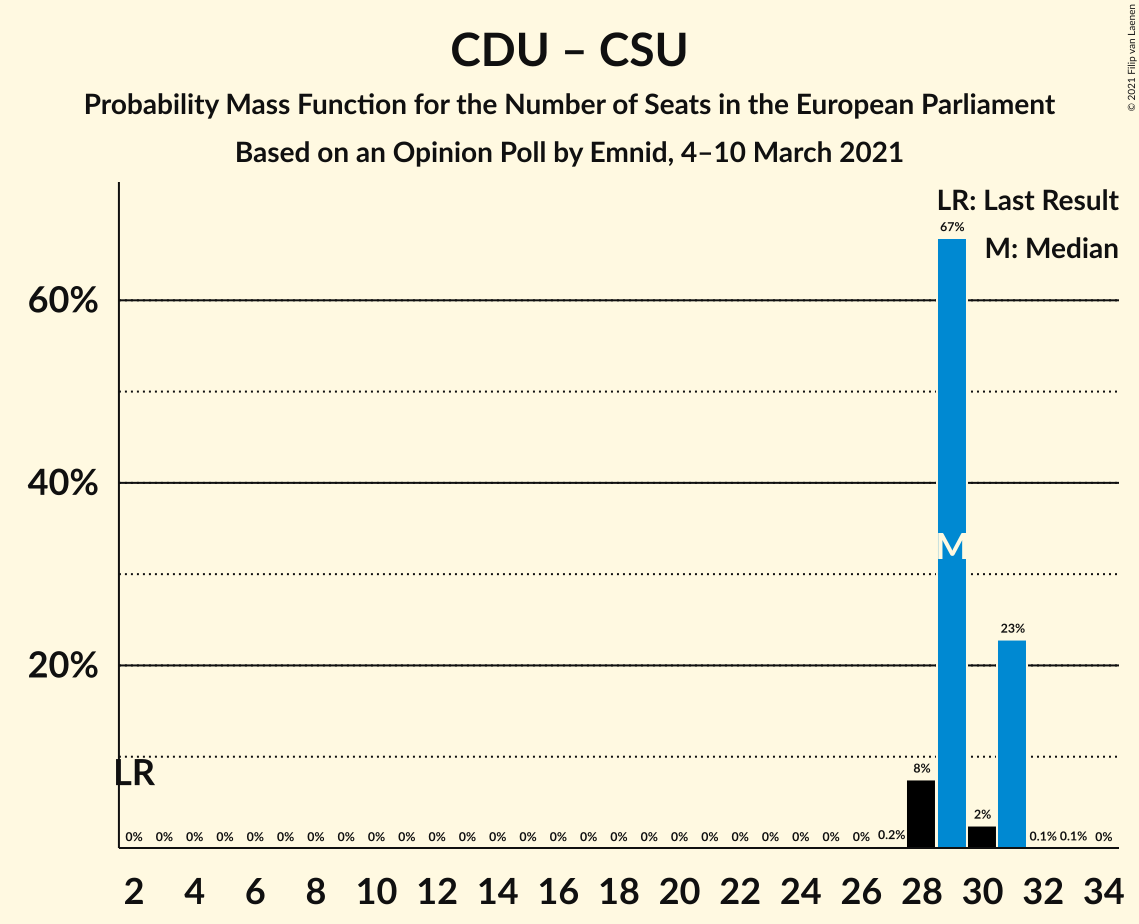 © 2021 Filip van Laenen
CDU – CSU
Probability Mass Function for the Number of Seats in the European Parliament
Based on an Opinion Poll by Emnid, 4–10 March 2021
LR: Last Result
M: Median
67%
60%
40%
M
23%
20%
LR
8%
2%
0% 0% 0% 0% 0% 0% 0% 0% 0% 0% 0% 0% 0% 0% 0% 0% 0% 0% 0% 0% 0% 0% 0% 0% 0% 0.2% 0.1% 0.1% 0%
2 4 6 8 10 12 14 16 18 20 22 24 26 28 30 32 34